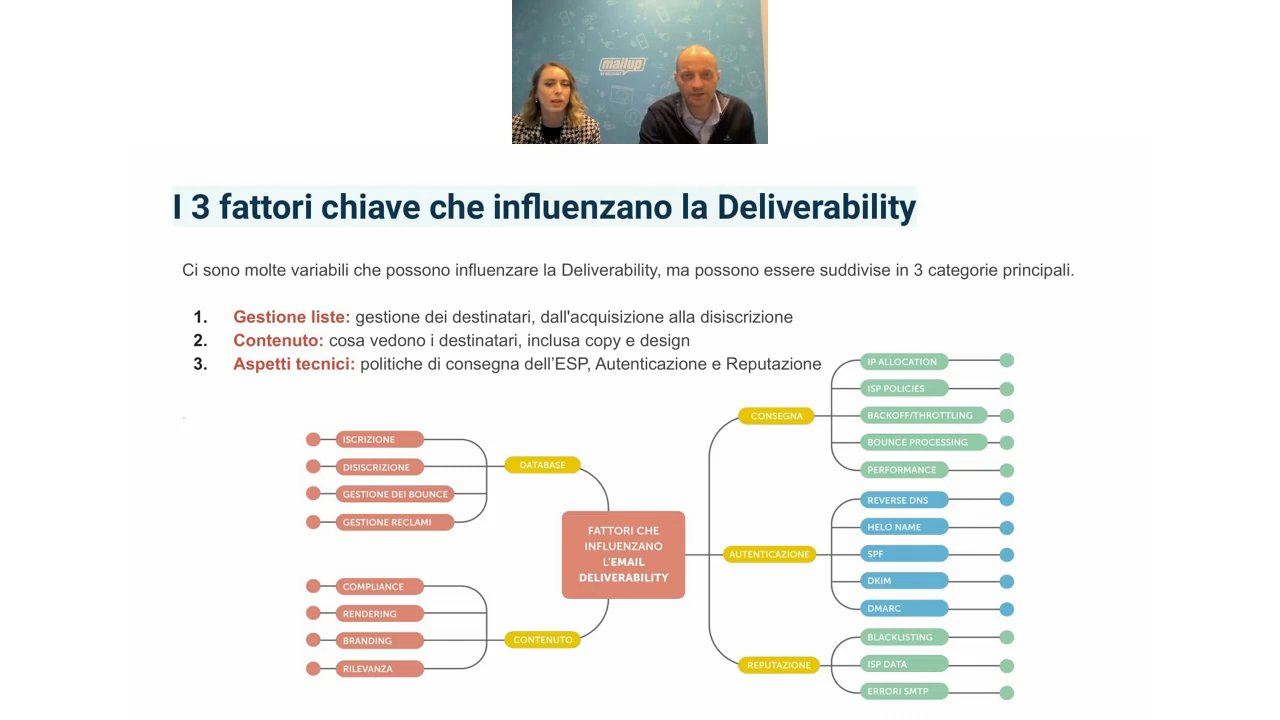 mailup
I 3 fattori chiave che influenzano la Deliverability
Ci sono molte variabili che possono influenzare la Deliverability, ma possono essere suddivise in 3 categorie principali.
1. Gestione liste: gestione dei destinatari, dall'acquisizione alla disiscrizione
2. Contenuto: cosa vedono i destinatari, inclusa copy e design
3. Aspetti tecnici: politiche di consegna dell’ESP, Autenticazione e Reputazione
ISCRIZIONE
DISISCRIZIONE
GESTIONE DEI BOUNCE
GESTIONE RECLAMI
DATABASE
COMPLIANCE
RENDERING
BRANDING
RILEVANZA
CONTENUTO
FATTORI CHE
INFLUENZANO
L'EMAIL
DELIVERABILITY
CONSEGNA
IP ALLOCATION
ISP POLICIES
BACKOFF/THROTTLING
BOUNCE PROCESSING
PERFORMANCE
AUTENTICAZIONE
REVERSE DNS
HELO NAME
SPF
DKIM
DMARC
REPUTAZIONE
BLACKLISTING
ISP DATA
ERRORI SMTP